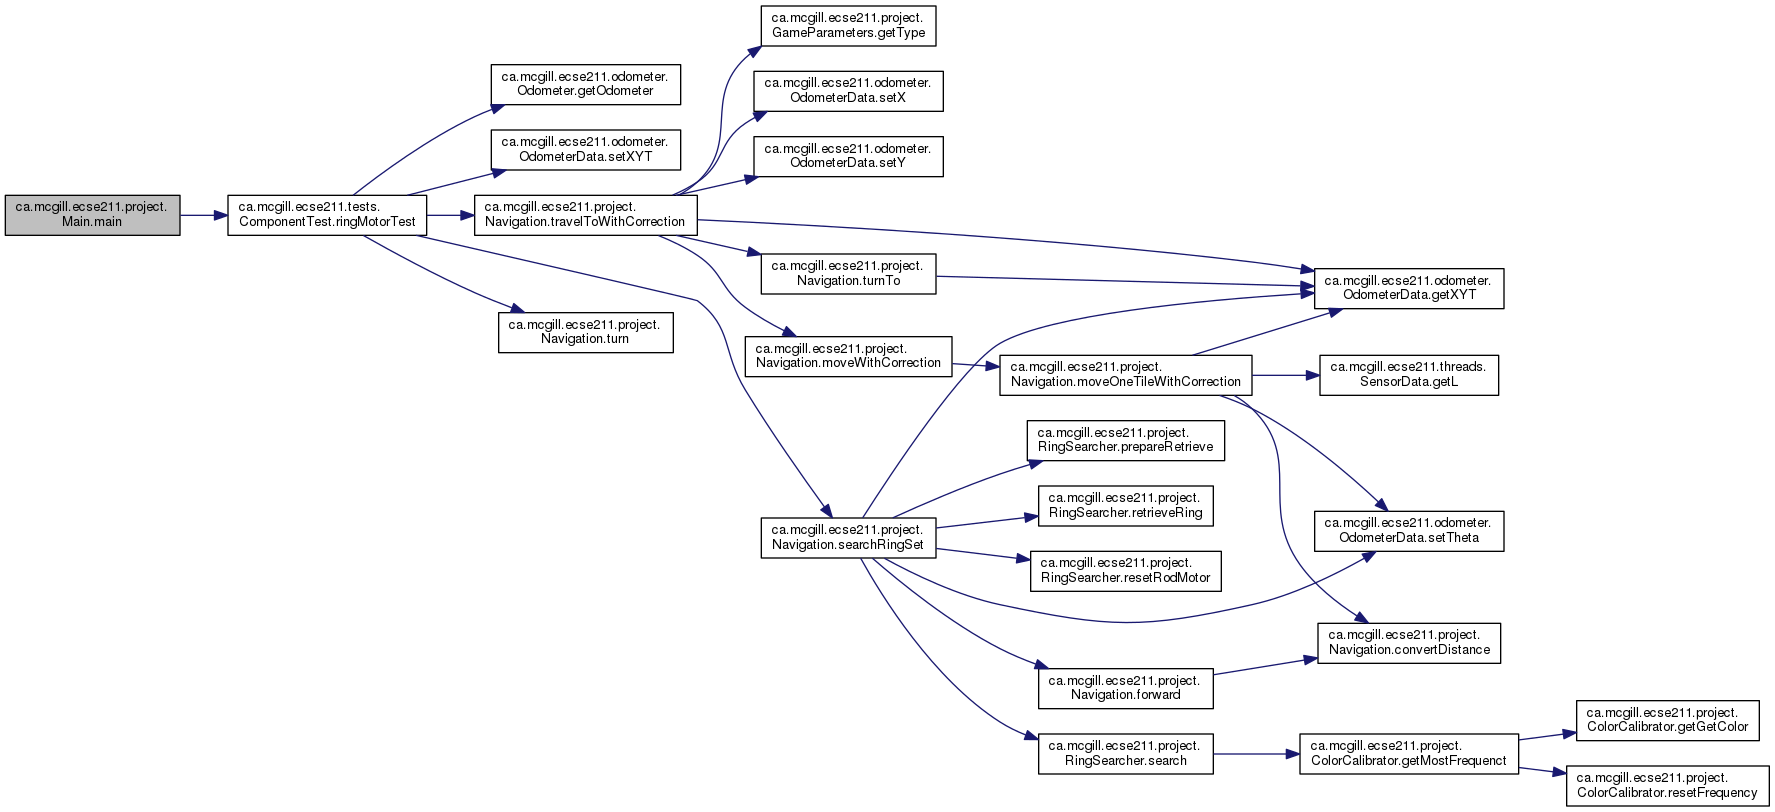 ca.mcgill.ecse211.project.
Main.main
ca.mcgill.ecse211.tests.
ComponentTest.ringMotorTest
ca.mcgill.ecse211.odometer.
Odometer.getOdometer
ca.mcgill.ecse211.odometer.
OdometerData.setXYT
ca.mcgill.ecse211.project.
Navigation.travelToWithCorrection
ca.mcgill.ecse211.project.
Navigation.turn
ca.mcgill.ecse211.project.
GameParameters.getType
ca.mcgill.ecse211.odometer.
OdometerData.setX
ca.mcgill.ecse211.odometer.
OdometerData.setY
ca.mcgill.ecse211.project.
Navigation.turnTo
ca.mcgill.ecse211.project.
Navigation.moveWithCorrection
ca.mcgill.ecse211.project.
Navigation.searchRingSet
ca.mcgill.ecse211.project.
Navigation.moveOneTileWithCorrection
ca.mcgill.ecse211.project.
RingSearcher.prepareRetrieve
ca.mcgill.ecse211.project.
RingSearcher.retrieveRing
ca.mcgill.ecse211.project.
RingSearcher.resetRodMotor
ca.mcgill.ecse211.project.
Navigation.forward
ca.mcgill.ecse211.project.
RingSearcher.search
ca.mcgill.ecse211.odometer.
OdometerData.getXYT
ca.mcgill.ecse211.threads.
SensorData.getL
ca.mcgill.ecse211.odometer.
OdometerData.setTheta
ca.mcgill.ecse211.project.
Navigation.convertDistance
ca.mcgill.ecse211.project.
ColorCalibrator.getMostFrequenct
ca.mcgill.ecse211.project.
ColorCalibrator.getGetColor
ca.mcgill.ecse211.project.
ColorCalibrator.resetFrequency